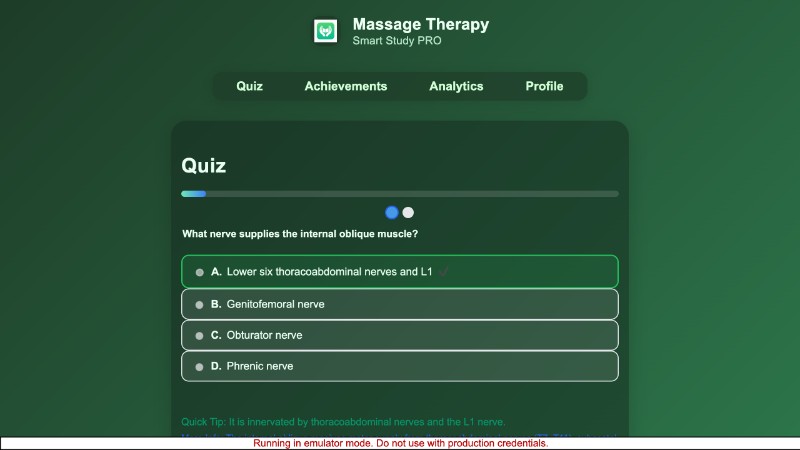 Massage Therapy
Smart Study PRO
Quiz Achievements Analytics Profile
Quiz
What nerve supplies the internal oblique muscle?
A. Lower six thoracoabdominal nerves and L1 ✓
B. Genitofemoral nerve
C. Obturator nerve
D. Phrenic nerve
Quick Tip: It is innervated by thoracoabdominal nerves and the L1 nerve.
Running in emulator mode. Do not use with production credentials.